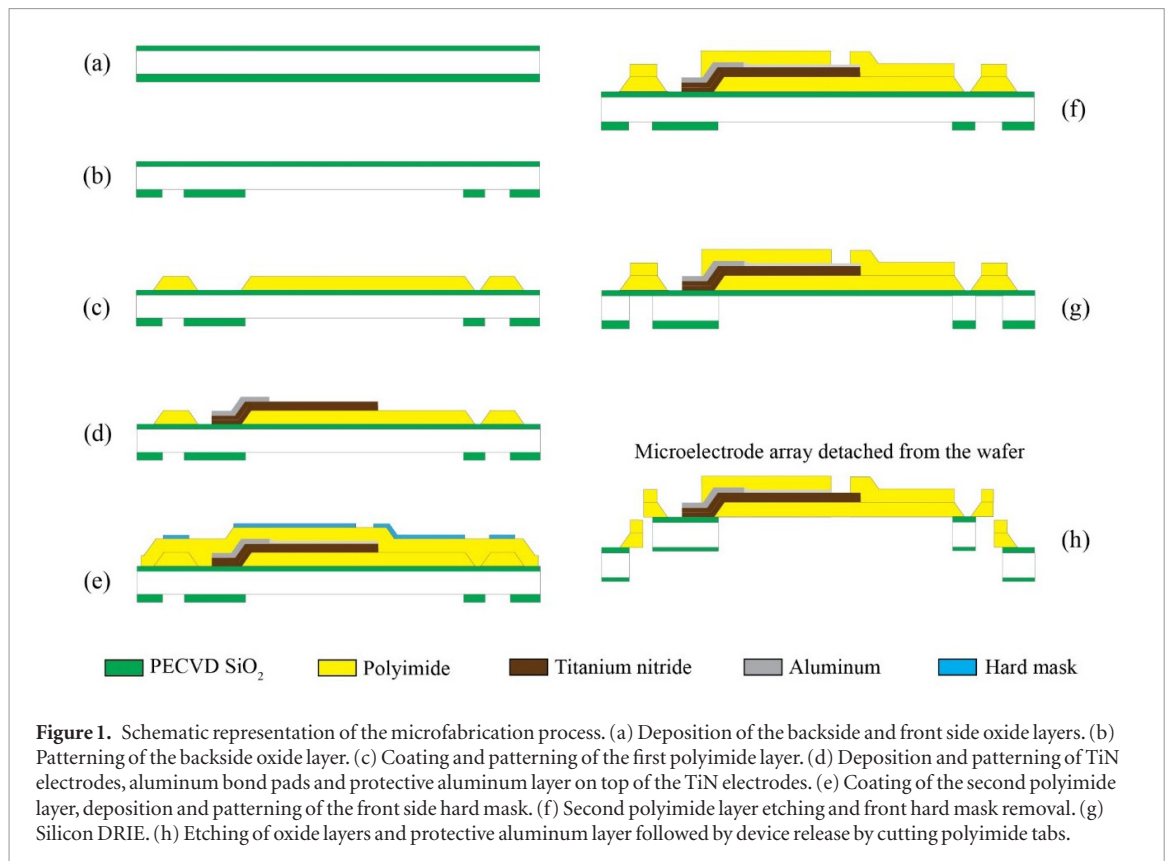 (a)
(b)
(c)
(d)
(e)
(f)
(g)
Microelectrode array detached from the wafer
(h)
PECVD SiO₂ Polyimide Titanium nitride Aluminum Hard mask
Figure 1. Schematic representation of the microfabrication process. (a) Deposition of the backside and front side oxide layers. (b)
Patterning of the backside oxide layer. (c) Coating and patterning of the first polyimide layer. (d) Deposition and patterning of TiN
electrodes, aluminum bond pads and protective aluminum layer on top of the TiN electrodes. (e) Coating of the second polyimide
layer, deposition and patterning of the front side hard mask. (f) Second polyimide layer etching and front hard mask removal. (g)
Silicon DRIE. (h) Etching of oxide layers and protective aluminum layer followed by device release by cutting polyimide tabs.